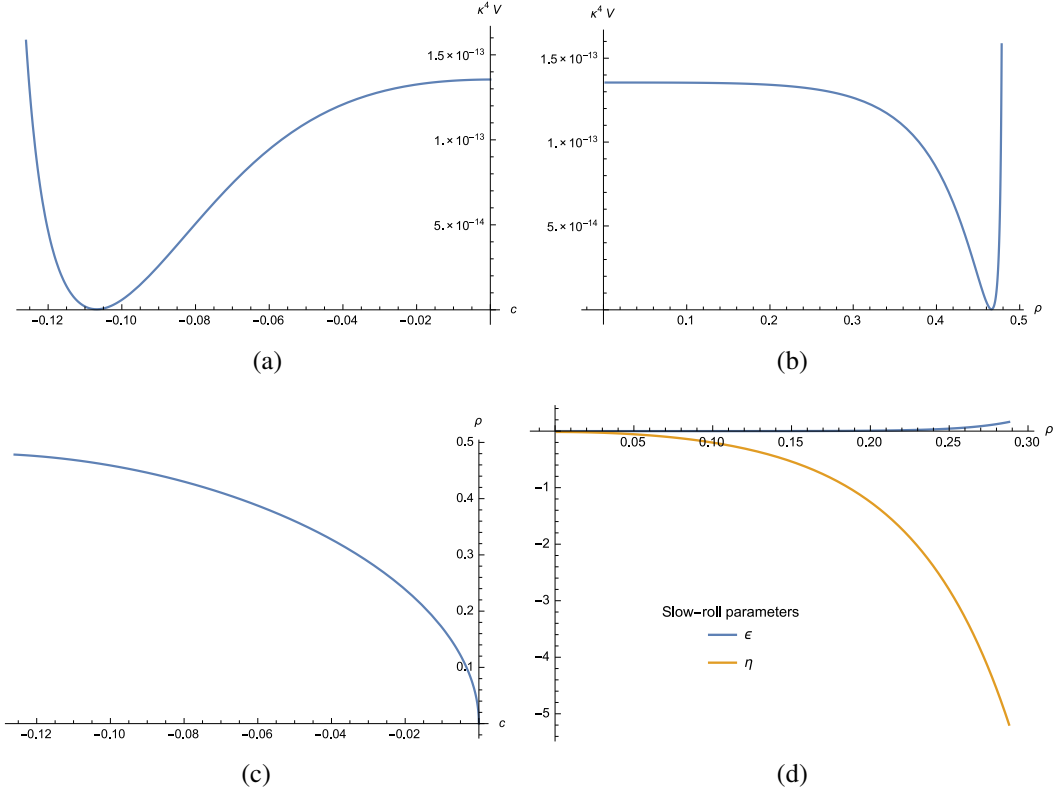 κ⁴ V
1.5×10⁻¹³
1.×10⁻¹³
5.×10⁻¹⁴
−0.12 −0.10 −0.08 −0.06 −0.04 −0.02 c
(a)
κ⁴ V
1.5×10⁻¹³
1.×10⁻¹³
5.×10⁻¹⁴
0.1 0.2 0.3 0.4 0.5 ρ
(b)
ρ
0.5
0.4
0.3
0.2
0.1
−0.12 −0.10 −0.08 −0.06 −0.04 −0.02 c
(c)
0.05 0.10 0.15 0.20 0.25 0.30 ρ
−1
−2
−3
−4
−5
Slow−roll parameters
ϵ
η
(d)